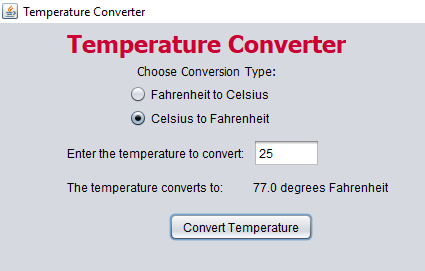 Temperature Converter
Temperature Converter
Choose Conversion Type:
Fahrenheit to Celsius
Celsius to Fahrenheit
Enter the temperature to convert: 25
The temperature converts to: 77.0 degrees Fahrenheit
Convert Temperature